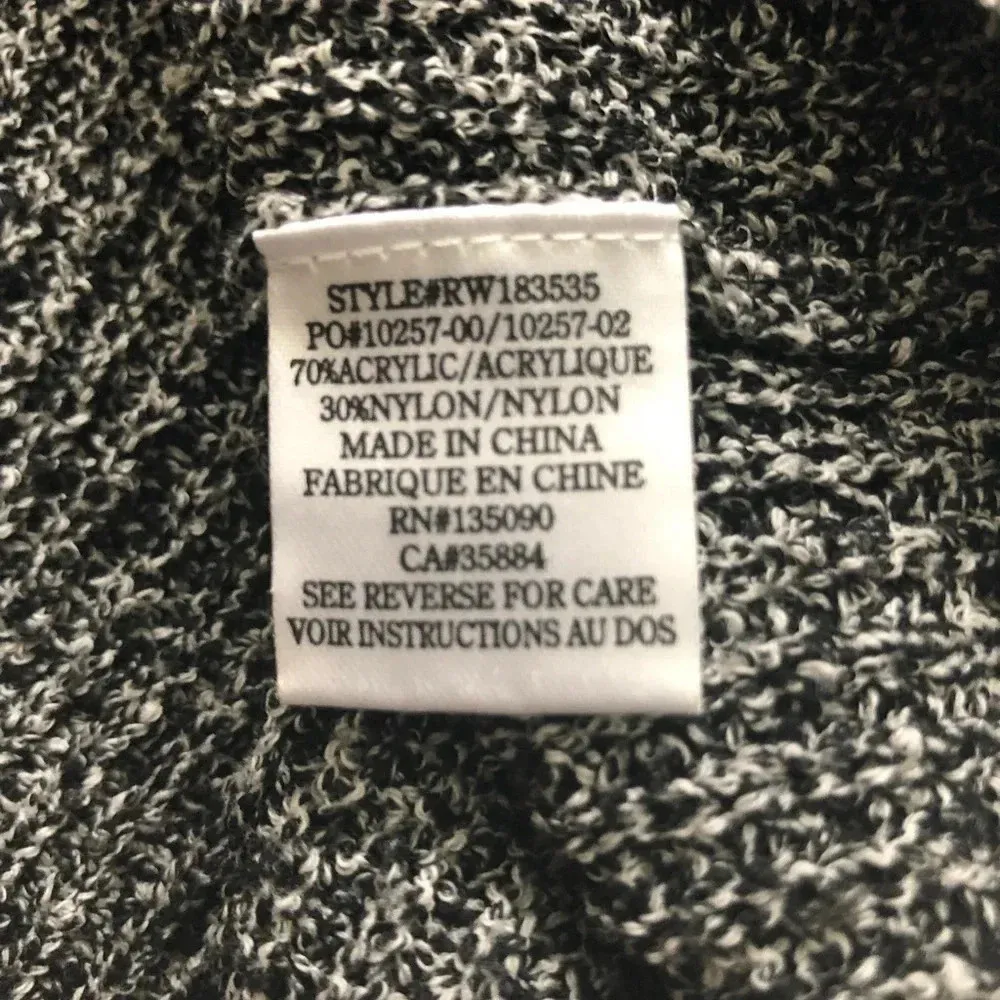 STYLE#RW183535
PO#10257-00/10257-02
70%ACRYLIC/ACRYLIQUE
30%NYLON/NYLON
MADE IN CHINA
FABRIQUE EN CHINE
RN#135090
CA#35884
SEE REVERSE FOR CARE
VOIR INSTRUCTIONS AU DOS